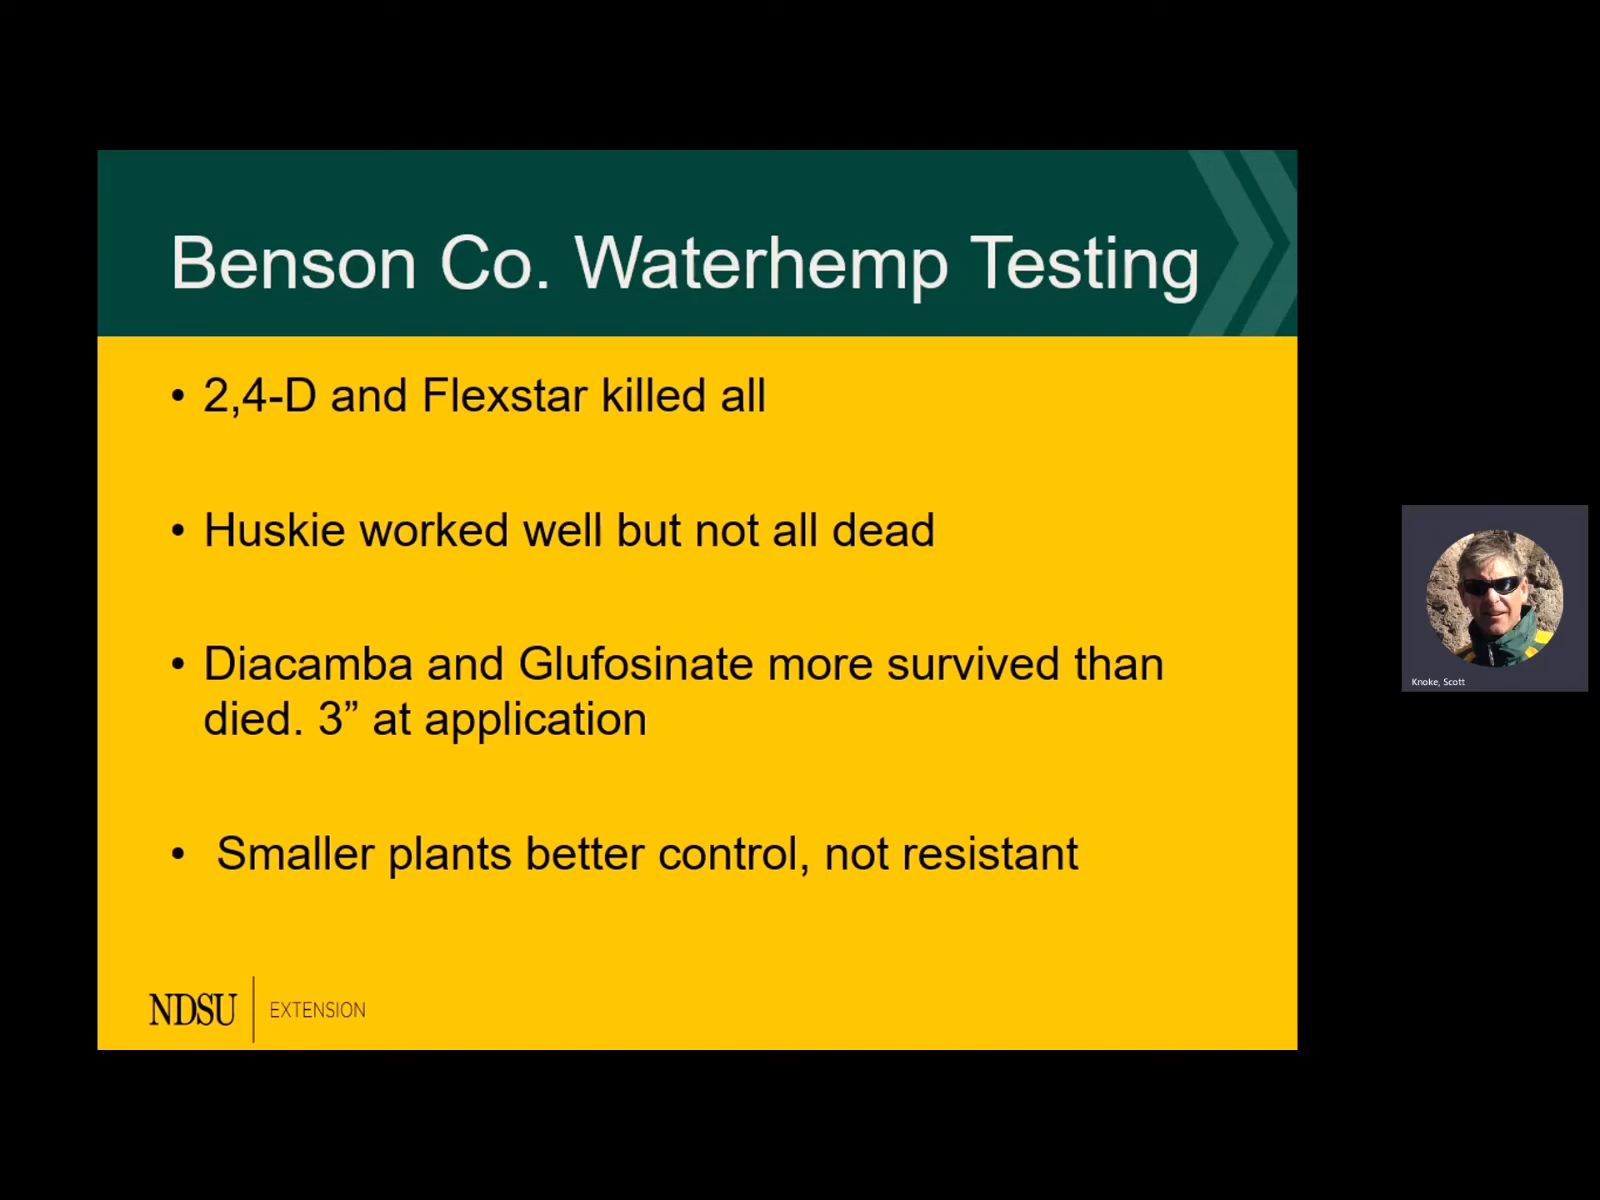 Benson Co. Waterhemp Testing
• 2,4-D and Flexstar killed all
• Huskie worked well but not all dead
• Diacamba and Glufosinate more survived than
died. 3” at application
• Smaller plants better control, not resistant
NDSU EXTENSION
Knoke, Scott